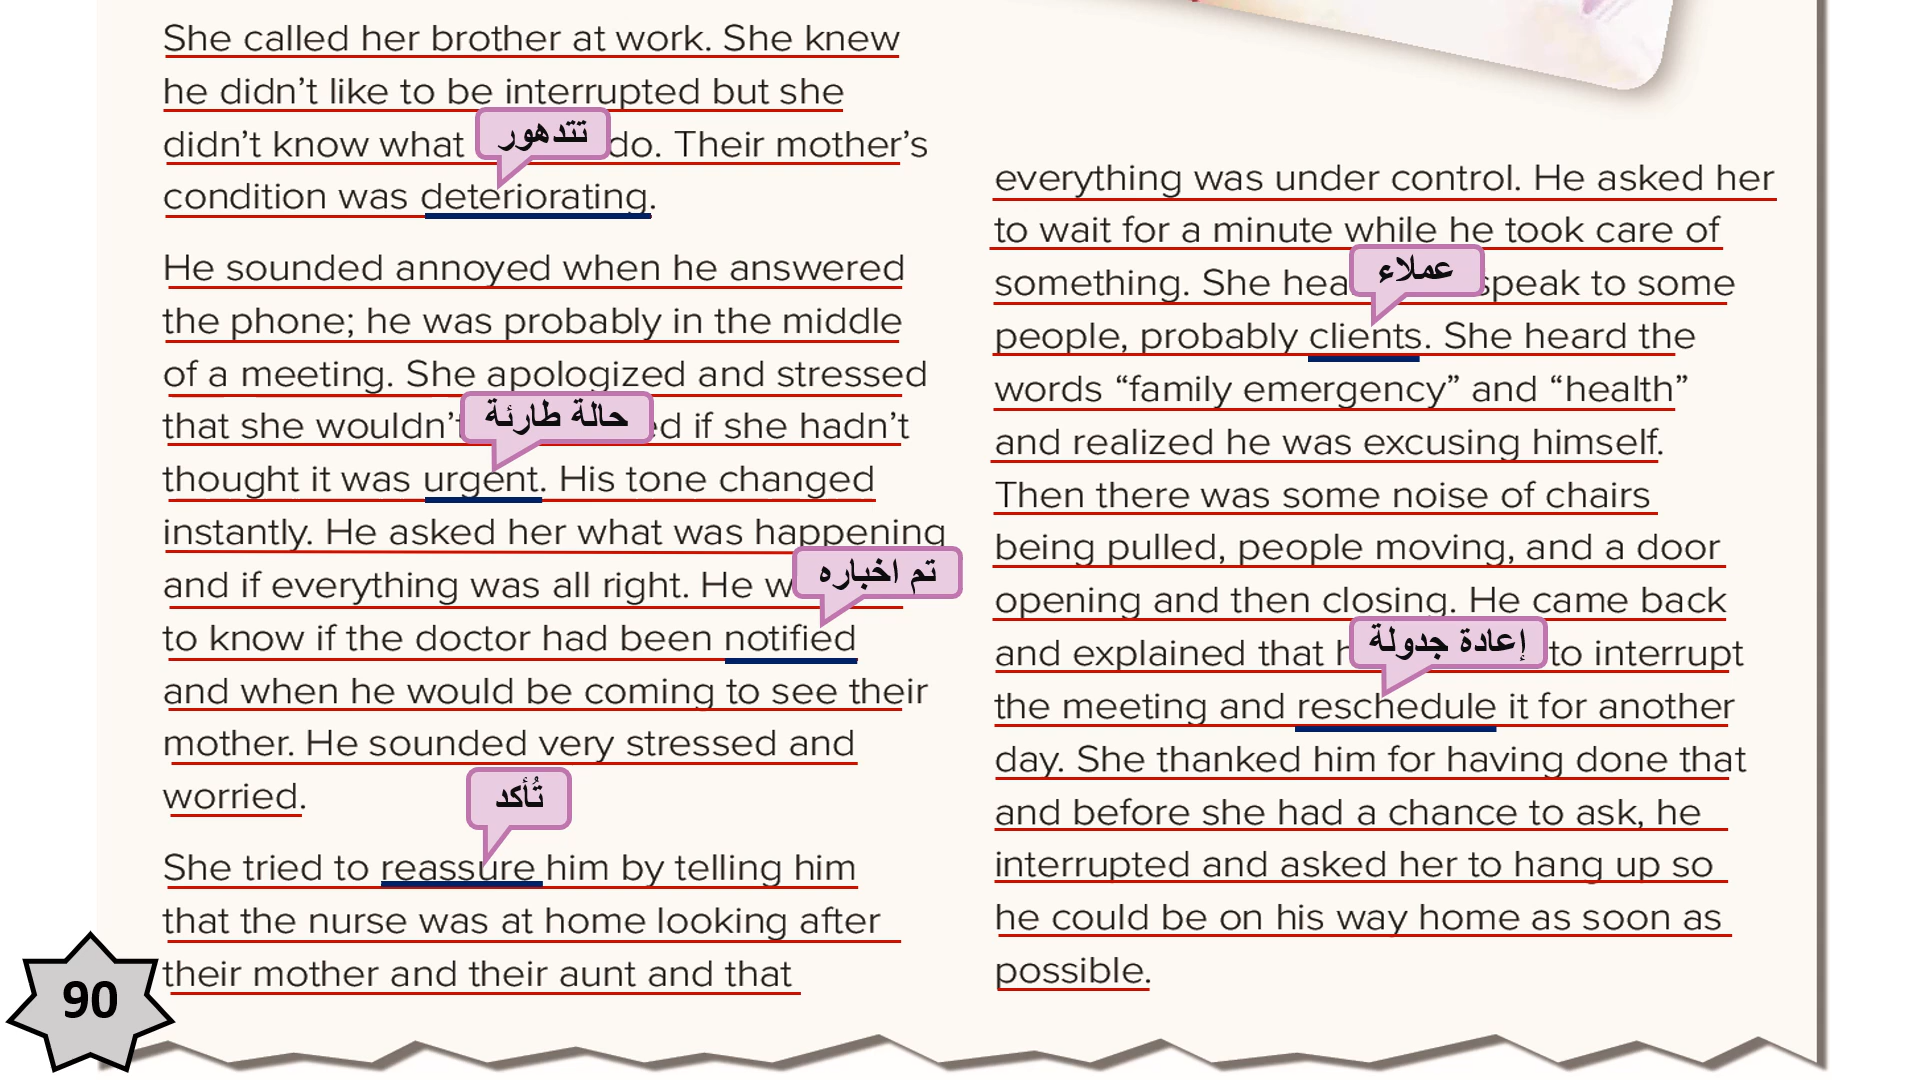 She called her brother at work. She knew
he didn’t like to be interrupted but she
didn’t know what do. Their mother’s
تتدهور
condition was deteriorating.
He sounded annoyed when he answered
the phone; he was probably in the middle
of a meeting. She apologized and stressed
that she wouldn’t if she hadn’t
حالة طارئة
thought it was urgent. His tone changed
instantly. He asked her what was happening
and if everything was all right. He
تم اخباره
to know if the doctor had been notified
and when he would be coming to see their
mother. He sounded very stressed and
worried.
تُأكد
She tried to reassure him by telling him
that the nurse was at home looking after
their mother and their aunt and that
90
everything was under control. He asked her
to wait for a minute while he took care of
something. She speak to some
عملاء
people, probably clients. She heard the
words “family emergency” and “health”
and realized he was excusing himself.
Then there was some noise of chairs
being pulled, people moving, and a door
opening and then closing. He came back
and explained that to interrupt
إعادة جدولة
the meeting and reschedule it for another
day. She thanked him for having done that
and before she had a chance to ask, he
interrupted and asked her to hang up so
he could be on his way home as soon as
possible.